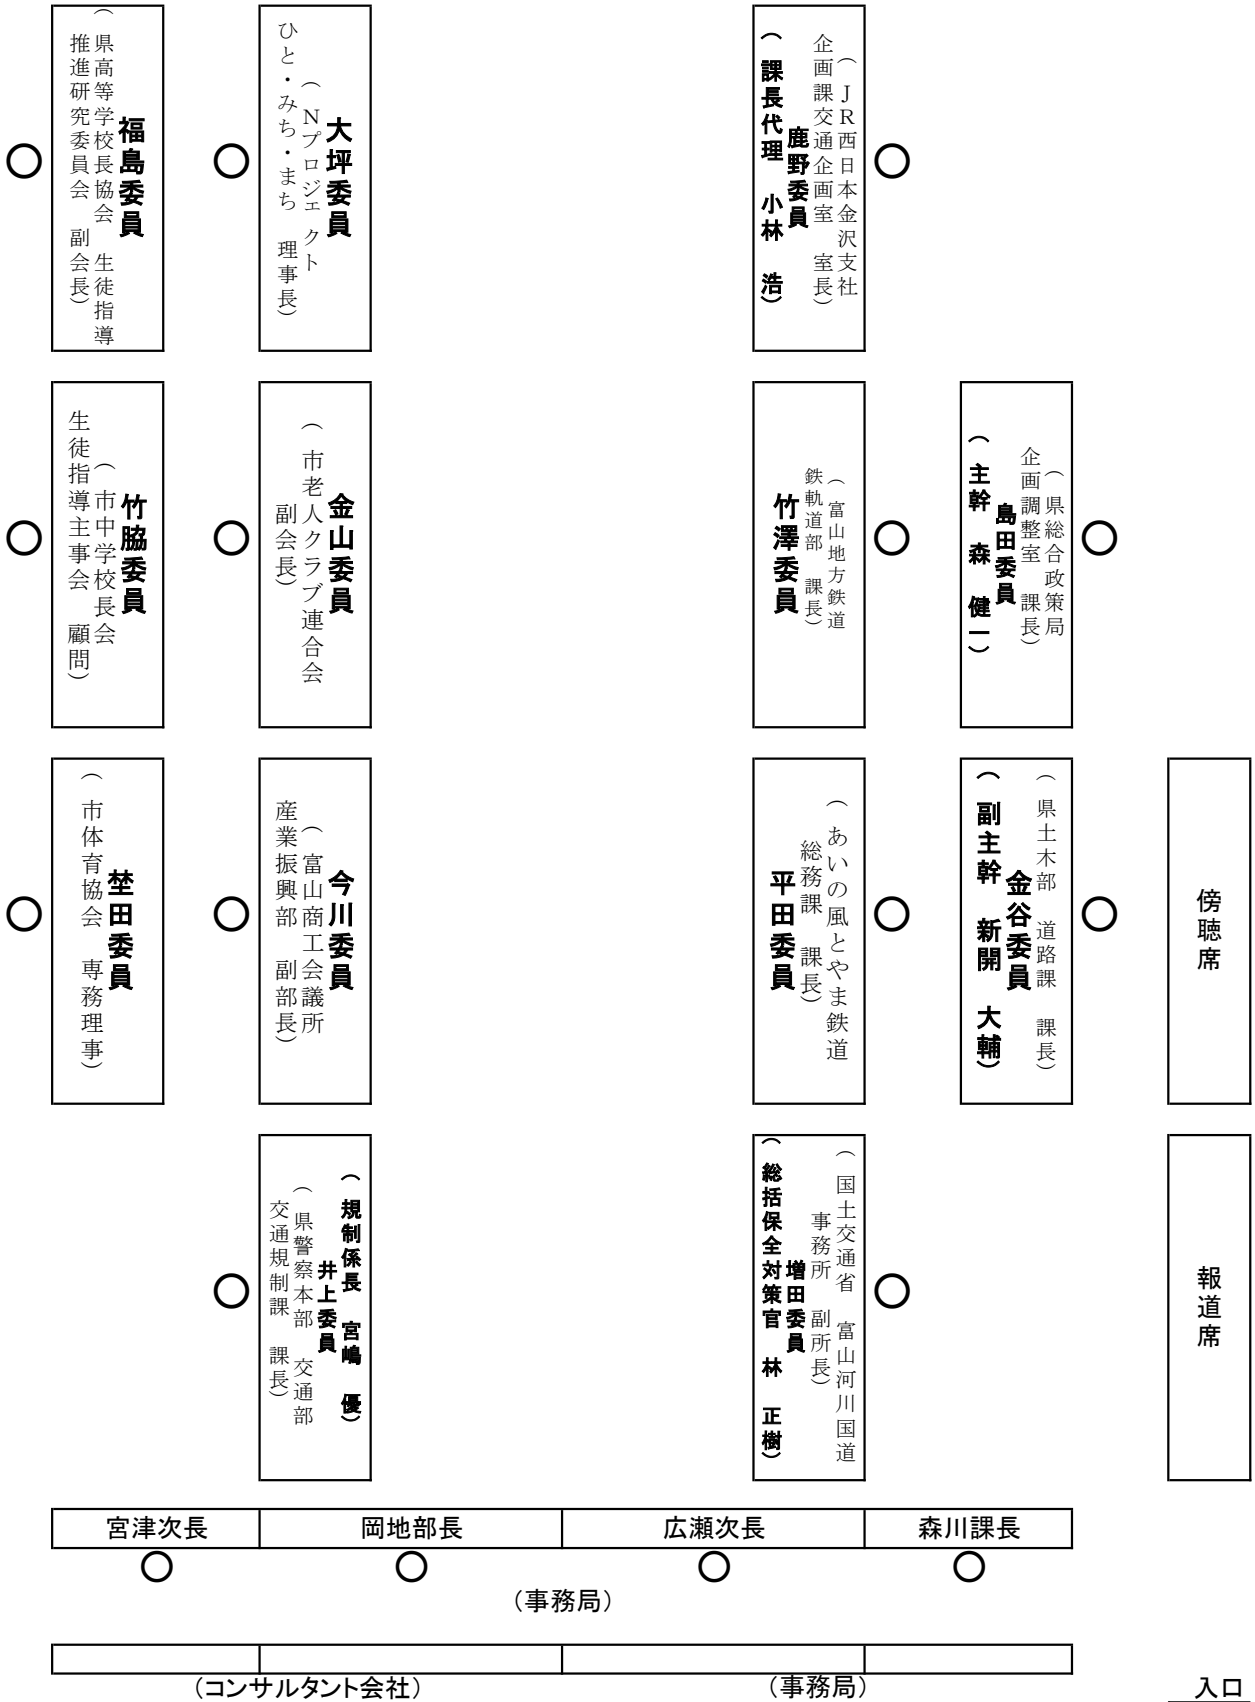 福島委員
（県高等学校長協会　生徒指導
推進研究委員会　副会長）
大坪委員
（Ｎプロジェクト
ひと・みち・まち　理事長）
（ＪＲ西日本金沢支社
企画課交通企画室　室長）
鹿野委員
（課長代理　小林　浩）
竹脇委員
（市中学校長会
生徒指導主事会　顧問）
金山委員
（市老人クラブ連合会
副会長）
（富山地方鉄道
鉄軌道部　課長）
竹澤委員
（県総合政策局
企画調整室　課長）
島田委員
（主幹　森　健一）
埜田委員
（市体育協会　専務理事）
今川委員
（富山商工会議所
産業振興部　副部長）
（あいの風とやま鉄道
総務課　課長）
平田委員
（県土木部　道路課　課長）
金谷委員
（副主幹　新開　大輔）
傍聴席
（規制係長　宮嶋　優）
井上委員
（県警察本部　交通部
交通規制課　課長）
（国土交通省　富山河川国道
事務所　副所長）
増田委員
（総括保全対策官　林　正樹）
報道席
宮津次長
岡地部長
広瀬次長
森川課長
（事務局）
（コンサルタント会社）
（事務局）
入口